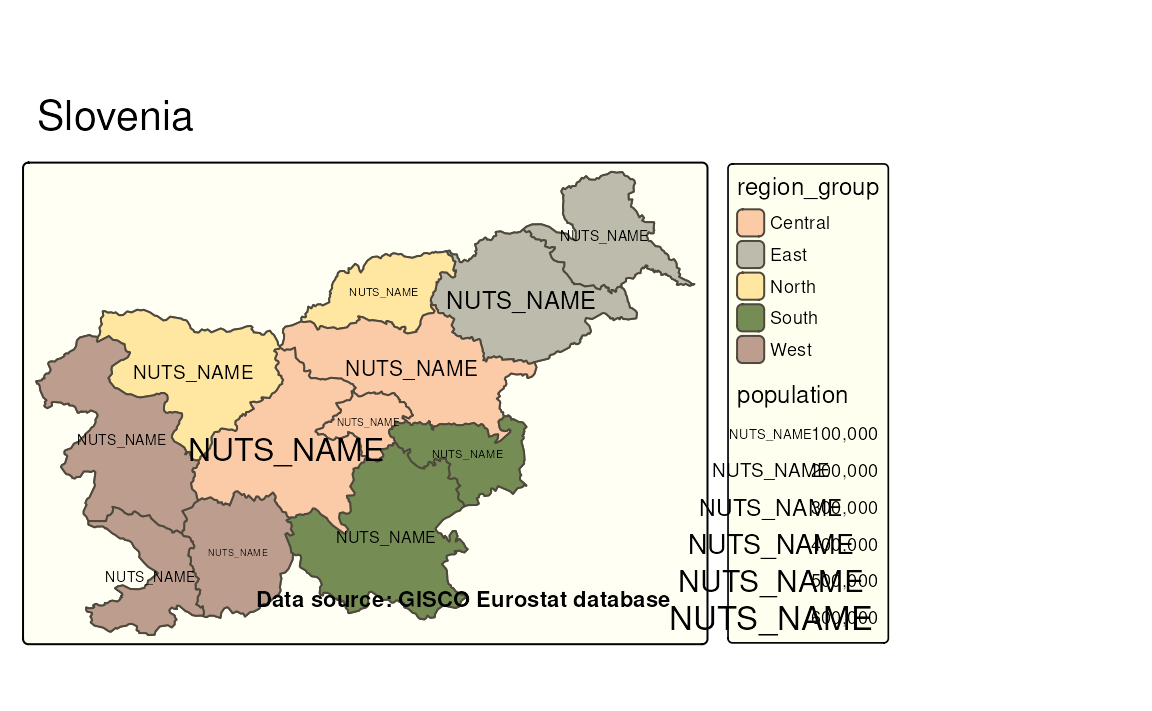 Slovenia
NUTS_NAME
NUTS_NAME
NUTS_NAME
NUTS_NAME
NUTS_NAME
NUTS_NAME
NUTS_NAME
NUTS_NAME
NUTS_NAME
NUTS_NAME
NUTS_NAME
NUTS_NAME
Data source: GISCO Eurostat database
region_group
Central
East
North
South
West
population
NUTS_NAME 100,000
NUTS_NAME 200,000
NUTS_NAME 300,000
NUTS_NAME 400,000
NUTS_NAME 500,000
NUTS_NAME 600,000